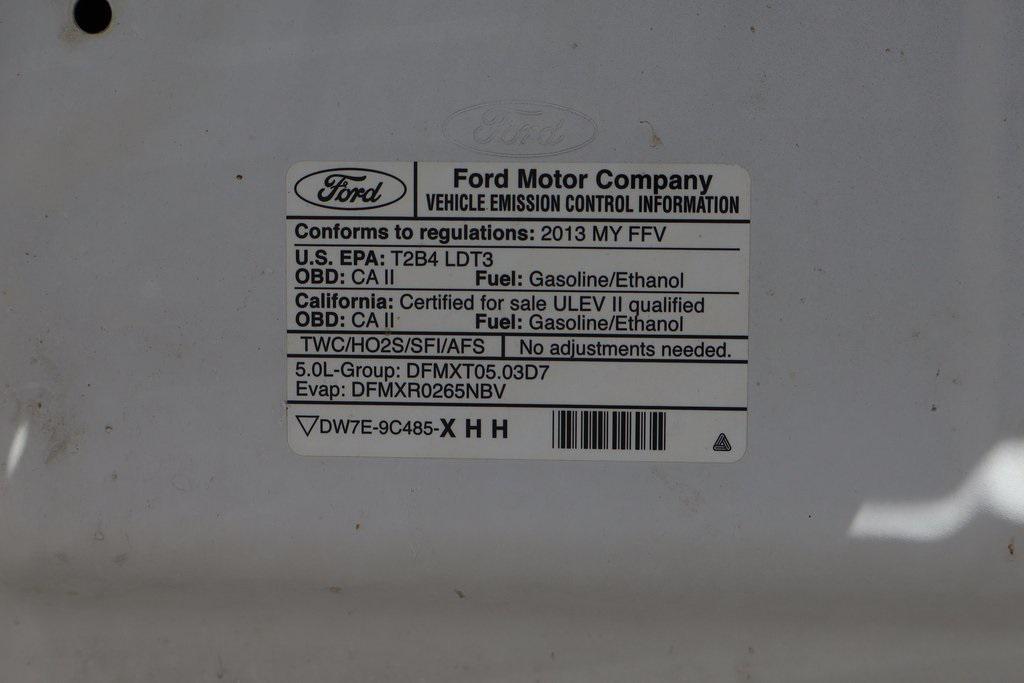 Ford
Ford Ford Motor Company
VEHICLE EMISSION CONTROL INFORMATION
Conforms to regulations: 2013 MY FFV
U.S. EPA: T2B4 LDT3
OBD: CA II Fuel: Gasoline/Ethanol
California: Certified for sale ULEV II qualified
OBD: CA II Fuel: Gasoline/Ethanol
TWC/HO2S/SFI/AFS No adjustments needed.
5.0L-Group: DFMXT05.03D7
Evap: DFMXR0265NBV
DW7E-9C485-X H H